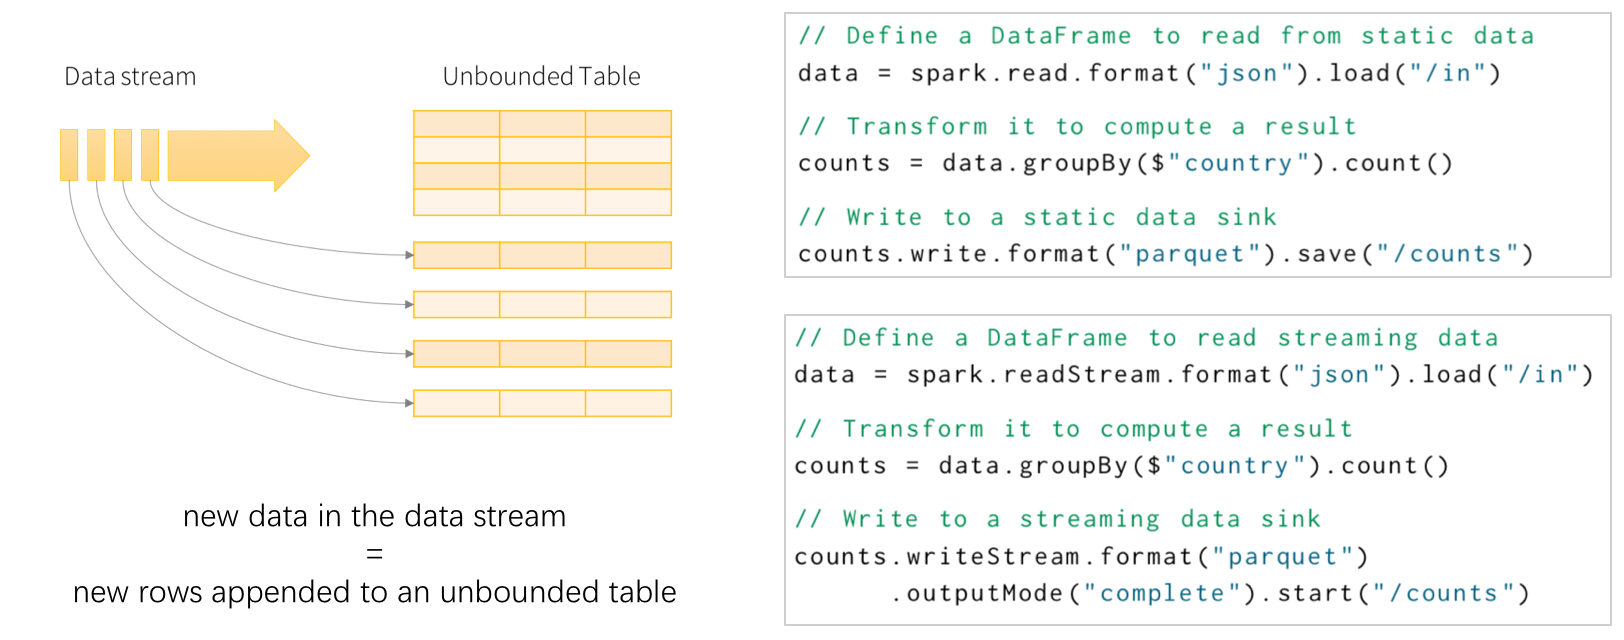 Data stream
Unbounded Table
new data in the data stream
=
new rows appended to an unbounded table
// Define a DataFrame to read from static data
data = spark.read.format("json").load("/in")
// Transform it to compute a result
counts = data.groupBy($"country").count()
// Write to a static data sink
counts.write.format("parquet").save("/counts")
// Define a DataFrame to read streaming data
data = spark.readStream.format("json").load("/in")
// Transform it to compute a result
counts = data.groupBy($"country").count()
// Write to a streaming data sink
counts.writeStream.format("parquet")
.outputMode("complete").start("/counts")